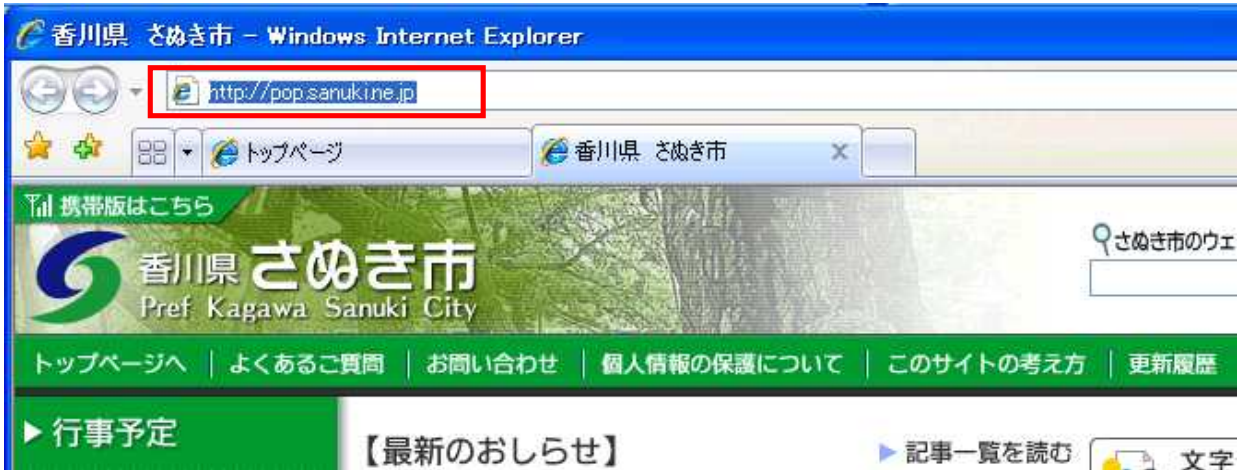 香川県 さぬき市 - Windows Internet Explorer
http://pop.sanuki.ne.jp
トップページ
香川県 さぬき市
携帯版はこちら
香川県 さぬき市
Pref Kagawa Sanuki City
さぬき市のウェ
トップページへ | よくあるご質問 | お問い合わせ | 個人情報の保護について | このサイトの考え方 | 更新履歴
行事予定
【最新のおしらせ】
記事一覧を読む
文字